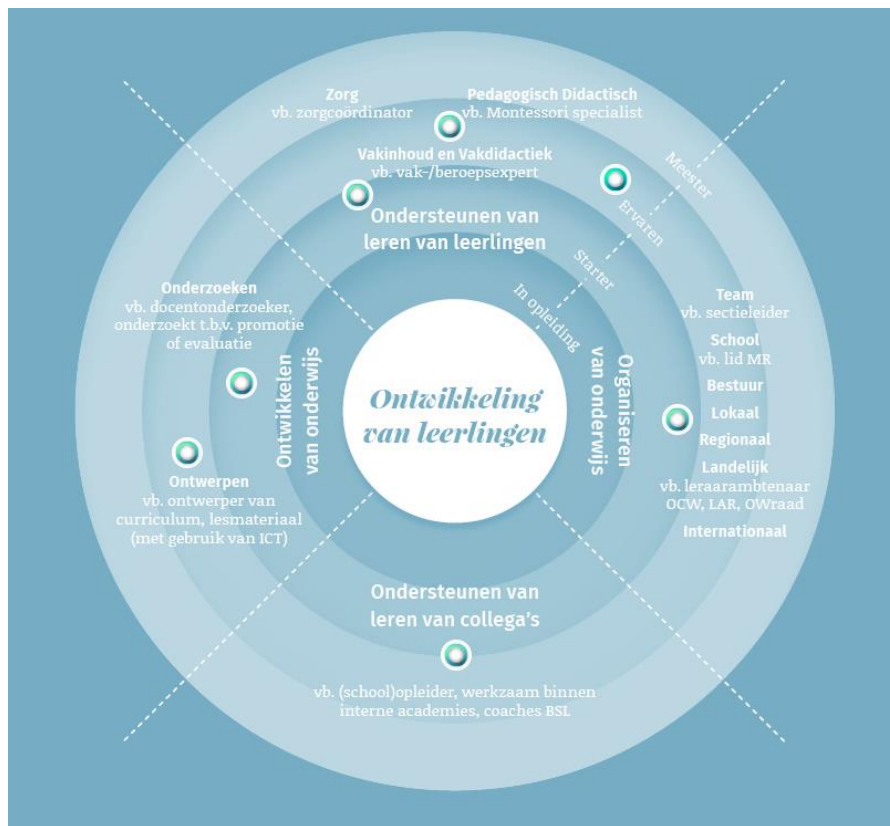 Zorg
vb. zorgcoördinator
Pedagogisch Didactisch
vb. Montessori specialist
Vakinhoud en Vakdidactiek
vb. vak-/beroepsexpert
Ondersteunen van
leren van leerlingen
Meester
Ervaren
Starter
In opleiding
Onderzoeken
vb. docentonderzoeker,
onderzoekt t.b.v. promotie
of evaluatie
Ontwikkelen
van onderwijs
Ontwerpen
vb. ontwerper van
curriculum, lesmateriaal
(met gebruik van ICT)
Ontwikkeling
van leerlingen
Organiseren
van onderwijs
Team
vb. sectieleider
School
vb. lid MR
Bestuur
Lokaal
Regionaal
Landelijk
vb. leraarambtenaar
OCW, LAR, OWraad
Internationaal
Ondersteunen van
leren van collega's
vb. (school)opleider, werkzaam binnen
interne academies, coaches BSL